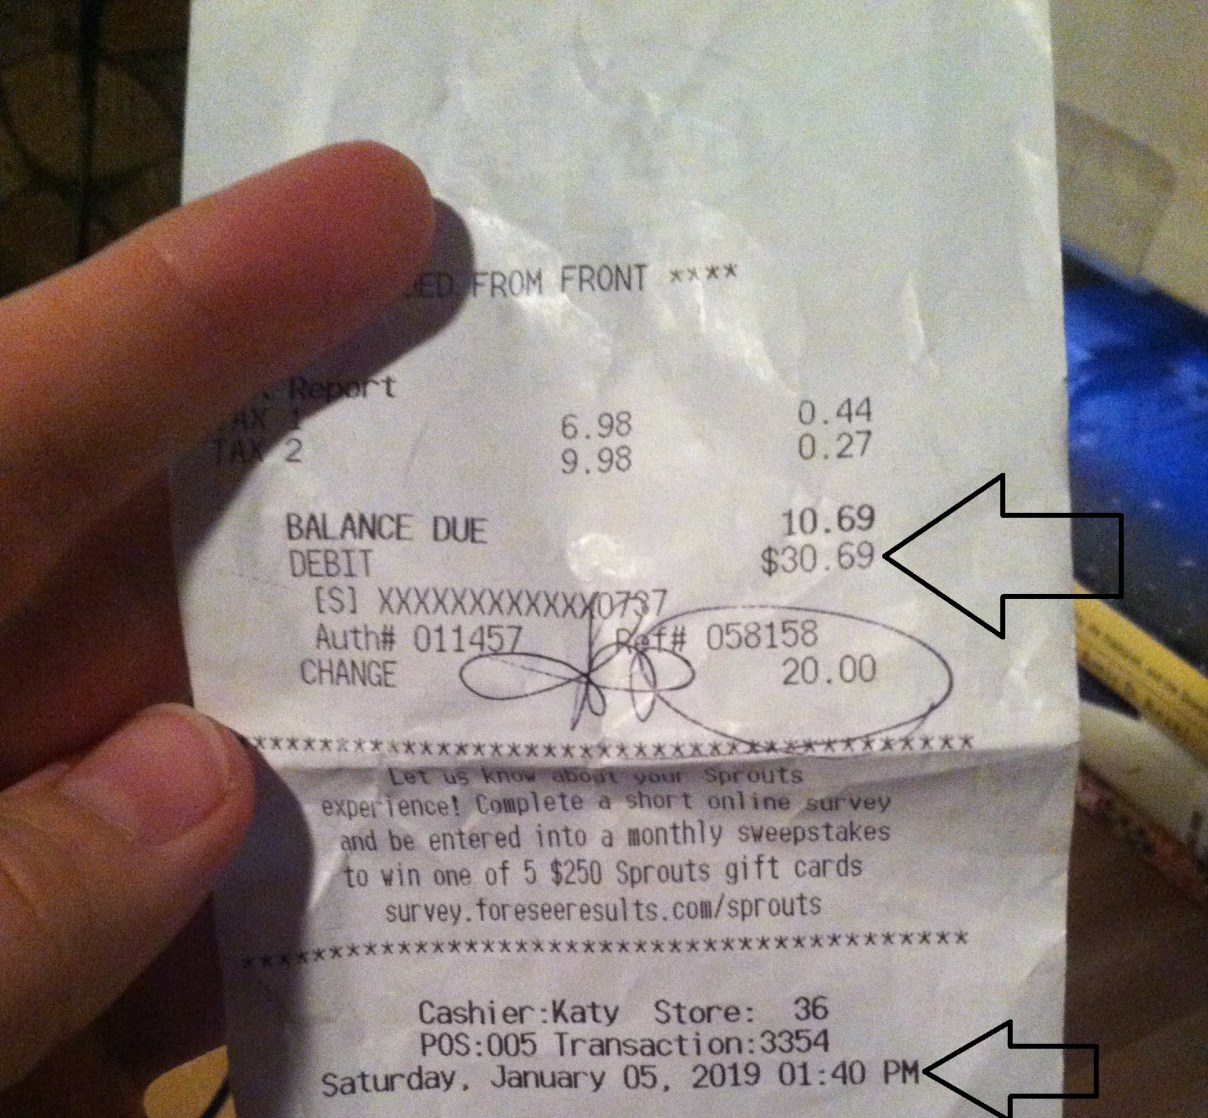 FROM FRONT ****
Report
TAX 1 6.98 0.44
TAX 2 9.98 0.27
BALANCE DUE 10.69
DEBIT $30.69
[S] XXXXXXXXXXXX0737
Auth# 011457 Ref# 058158
CHANGE 20.00
***************************************
Let us know about your Sprouts
experience! Complete a short online survey
and be entered into a monthly sweepstakes
to win one of 5 $250 Sprouts gift cards
survey.foreseeresults.com/sprouts
***************************************
Cashier:Katy Store: 36
POS:005 Transaction:3354
Saturday, January 05, 2019 01:40 PM